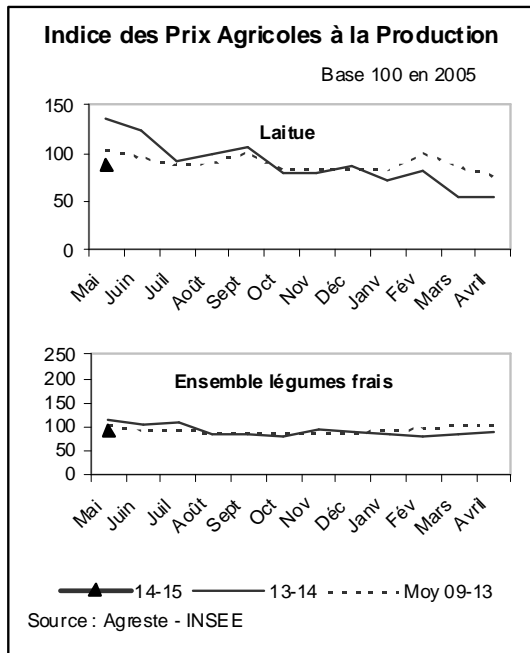 Indice des Prix Agricoles à la Production
Base 100 en 2005
Laitue
150
100
50
0
Mai Juin Juil Août Sept Oct Nov Déc Janv Fév Mars Avril
Ensemble légumes frais
250
200
150
100
50
0
Mai Juin Juil Août Sept Oct Nov Déc Janv Fév Mars Avril
14-15 13-14 Moy 09-13
Source : Agreste - INSEE